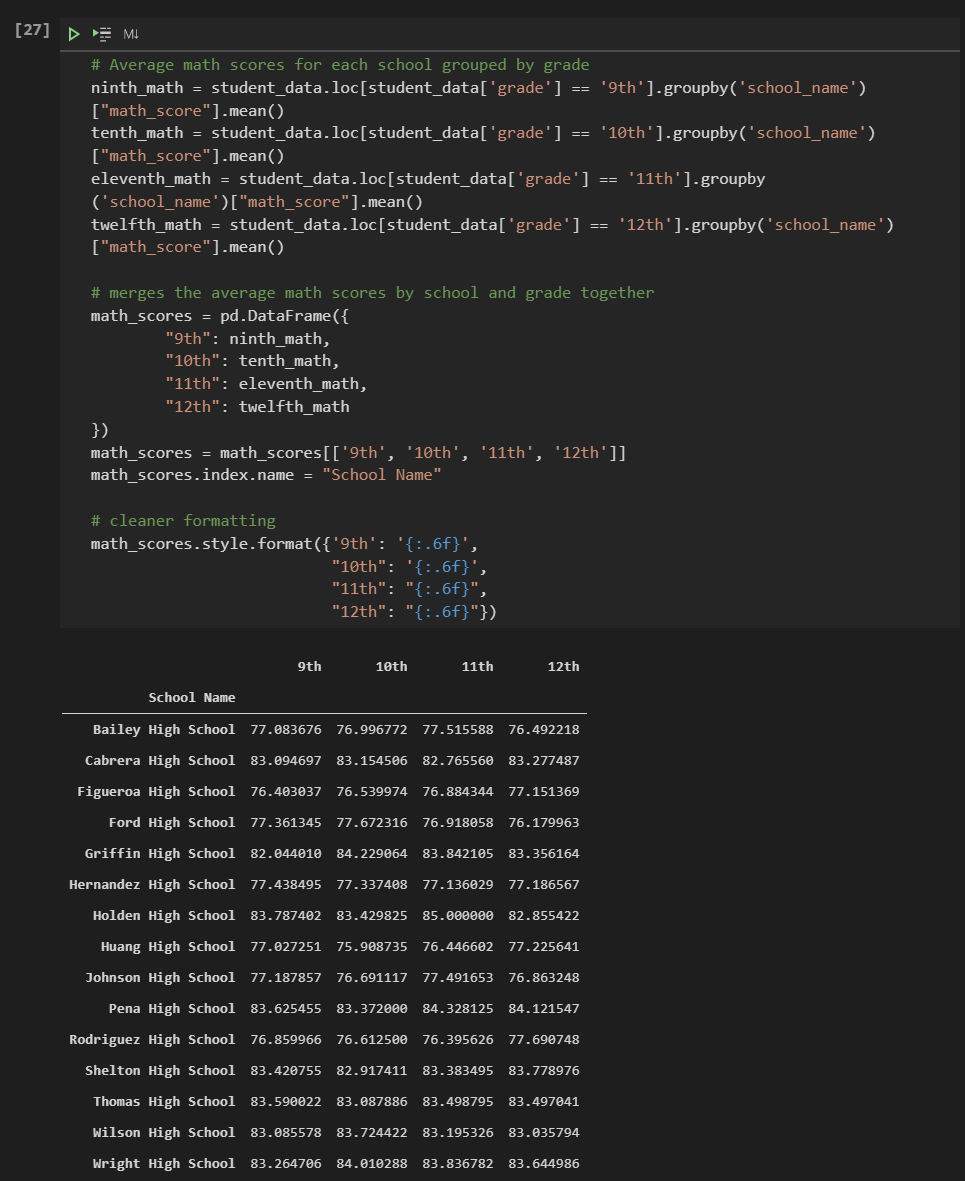 [27]
M↓
# Average math scores for each school grouped by grade
ninth_math = student_data.loc[student_data['grade'] == '9th'].groupby('school_name')
["math_score"].mean()
tenth_math = student_data.loc[student_data['grade'] == '10th'].groupby('school_name')
["math_score"].mean()
eleventh_math = student_data.loc[student_data['grade'] == '11th'].groupby
('school_name')["math_score"].mean()
twelfth_math = student_data.loc[student_data['grade'] == '12th'].groupby('school_name')
["math_score"].mean()
# merges the average math scores by school and grade together
math_scores = pd.DataFrame({
"9th": ninth_math,
"10th": tenth_math,
"11th": eleventh_math,
"12th": twelfth_math
})
math_scores = math_scores[['9th', '10th', '11th', '12th']]
math_scores.index.name = "School Name"
# cleaner formatting
math_scores.style.format({'9th': '{:.6f}',
"10th": '{:.6f}',
"11th": "{:.6f}",
"12th": "{:.6f}"})
9th 10th 11th 12th
School Name
Bailey High School 77.083676 76.996772 77.515588 76.492218
Cabrera High School 83.094697 83.154506 82.765560 83.277487
Figueroa High School 76.403037 76.539974 76.884344 77.151369
Ford High School 77.361345 77.672316 76.918058 76.179963
Griffin High School 82.044010 84.229064 83.842105 83.356164
Hernandez High School 77.438495 77.337408 77.136029 77.186567
Holden High School 83.787402 83.429825 85.000000 82.855422
Huang High School 77.027251 75.908735 76.446602 77.225641
Johnson High School 77.187857 76.691117 77.491653 76.863248
Pena High School 83.625455 83.372000 84.328125 84.121547
Rodriguez High School 76.859966 76.612500 76.395626 77.690748
Shelton High School 83.420755 82.917411 83.383495 83.778976
Thomas High School 83.590022 83.087886 83.498795 83.497041
Wilson High School 83.085578 83.724422 83.195326 83.035794
Wright High School 83.264706 84.010288 83.836782 83.644986